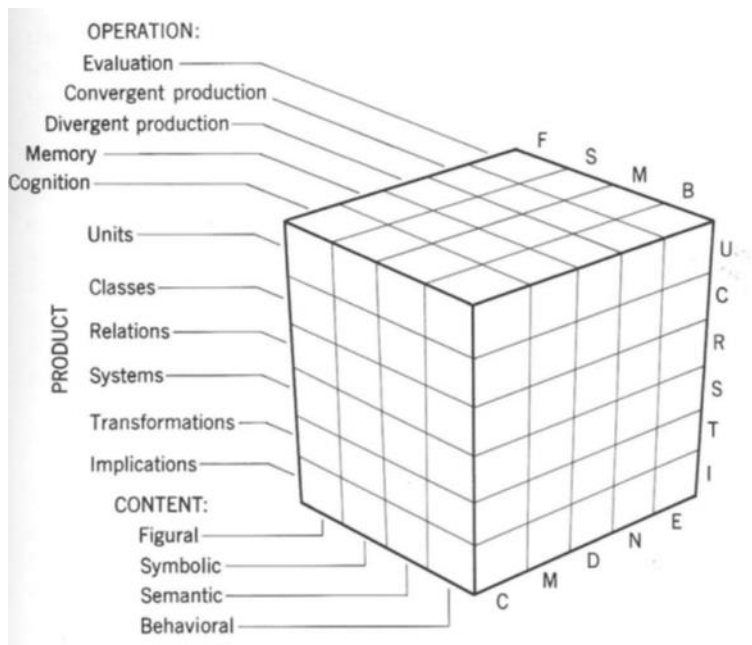 OPERATION:
Evaluation
Convergent production
Divergent production
Memory
Cognition
PRODUCT
Units
Classes
Relations
Systems
Transformations
Implications
CONTENT:
Figural
Symbolic
Semantic
Behavioral
F
S
M
B
U
C
R
S
T
I
C
M
D
N
E